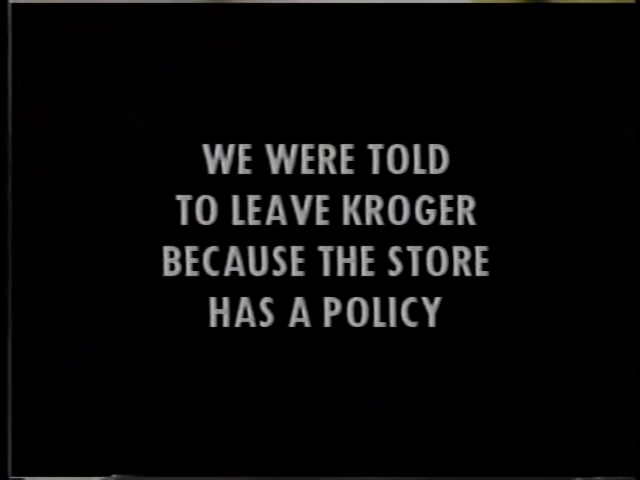 WE WERE TOLD
TO LEAVE KROGER
BECAUSE THE STORE
HAS A POLICY